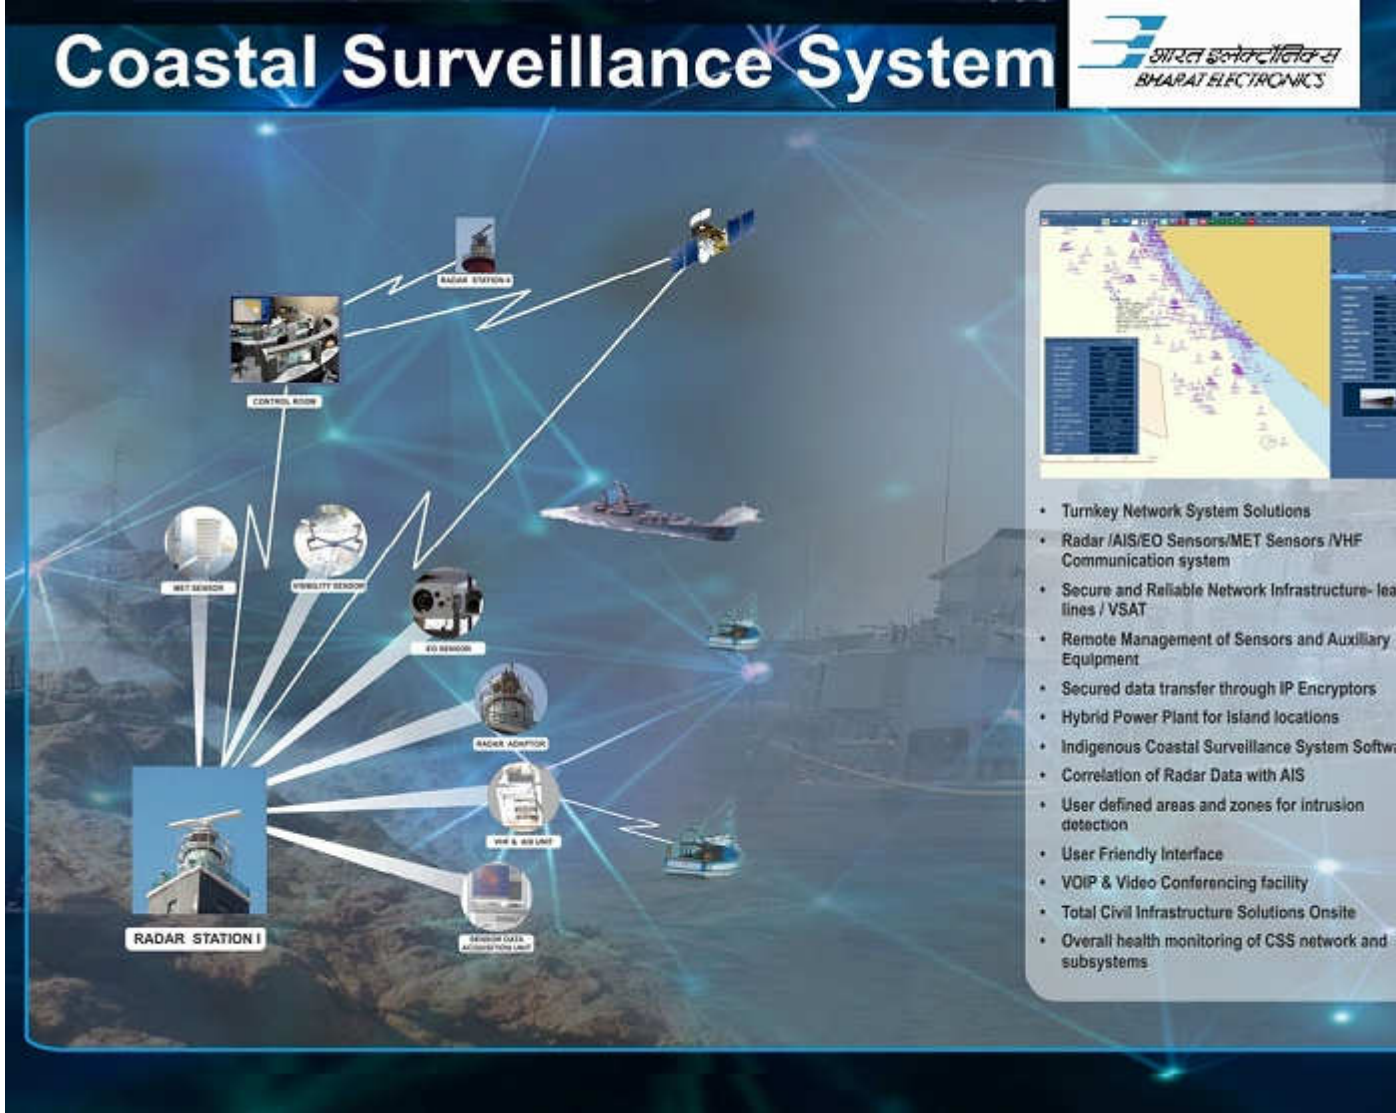 Coastal Surveillance System
भारत इलेक्ट्रॉनिक्स
BHARAT ELECTRONICS
RADAR STATION
CONTROL ROOM
MET SENSOR
VISIBILITY SENSOR
EO SENSOR
RADAR ADAPTOR
VHF & AIS UNIT
SENSOR DATA
ACQUISITION UNIT
RADAR STATION I
• Turnkey Network System Solutions
• Radar /AIS/EO Sensors/MET Sensors /VHF
Communication system
• Secure and Reliable Network Infrastructure- lea
lines / VSAT
• Remote Management of Sensors and Auxiliary
Equipment
• Secured data transfer through IP Encryptors
• Hybrid Power Plant for Island locations
• Indigenous Coastal Surveillance System Softwa
• Correlation of Radar Data with AIS
• User defined areas and zones for intrusion
detection
• User Friendly Interface
• VOIP & Video Conferencing facility
• Total Civil Infrastructure Solutions Onsite
• Overall health monitoring of CSS network and
subsystems